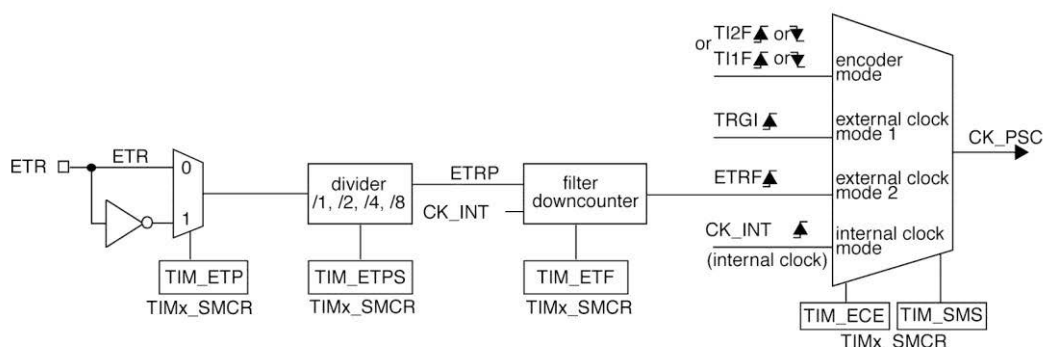 TI2F or
or TI1F or
encoder
mode
TRGI
external clock
mode 1
CK_PSC
ETR
ETR
0
1
divider
/1, /2, /4, /8
ETRP
CK_INT
filter
downcounter
ETRF
external clock
mode 2
CK_INT
(internal clock)
internal clock
mode
TIM_ETP
TIMx_SMCR
TIM_ETPS
TIMx_SMCR
TIM_ETF
TIMx_SMCR
TIM_ECE
TIM_SMS
TIMx_SMCR